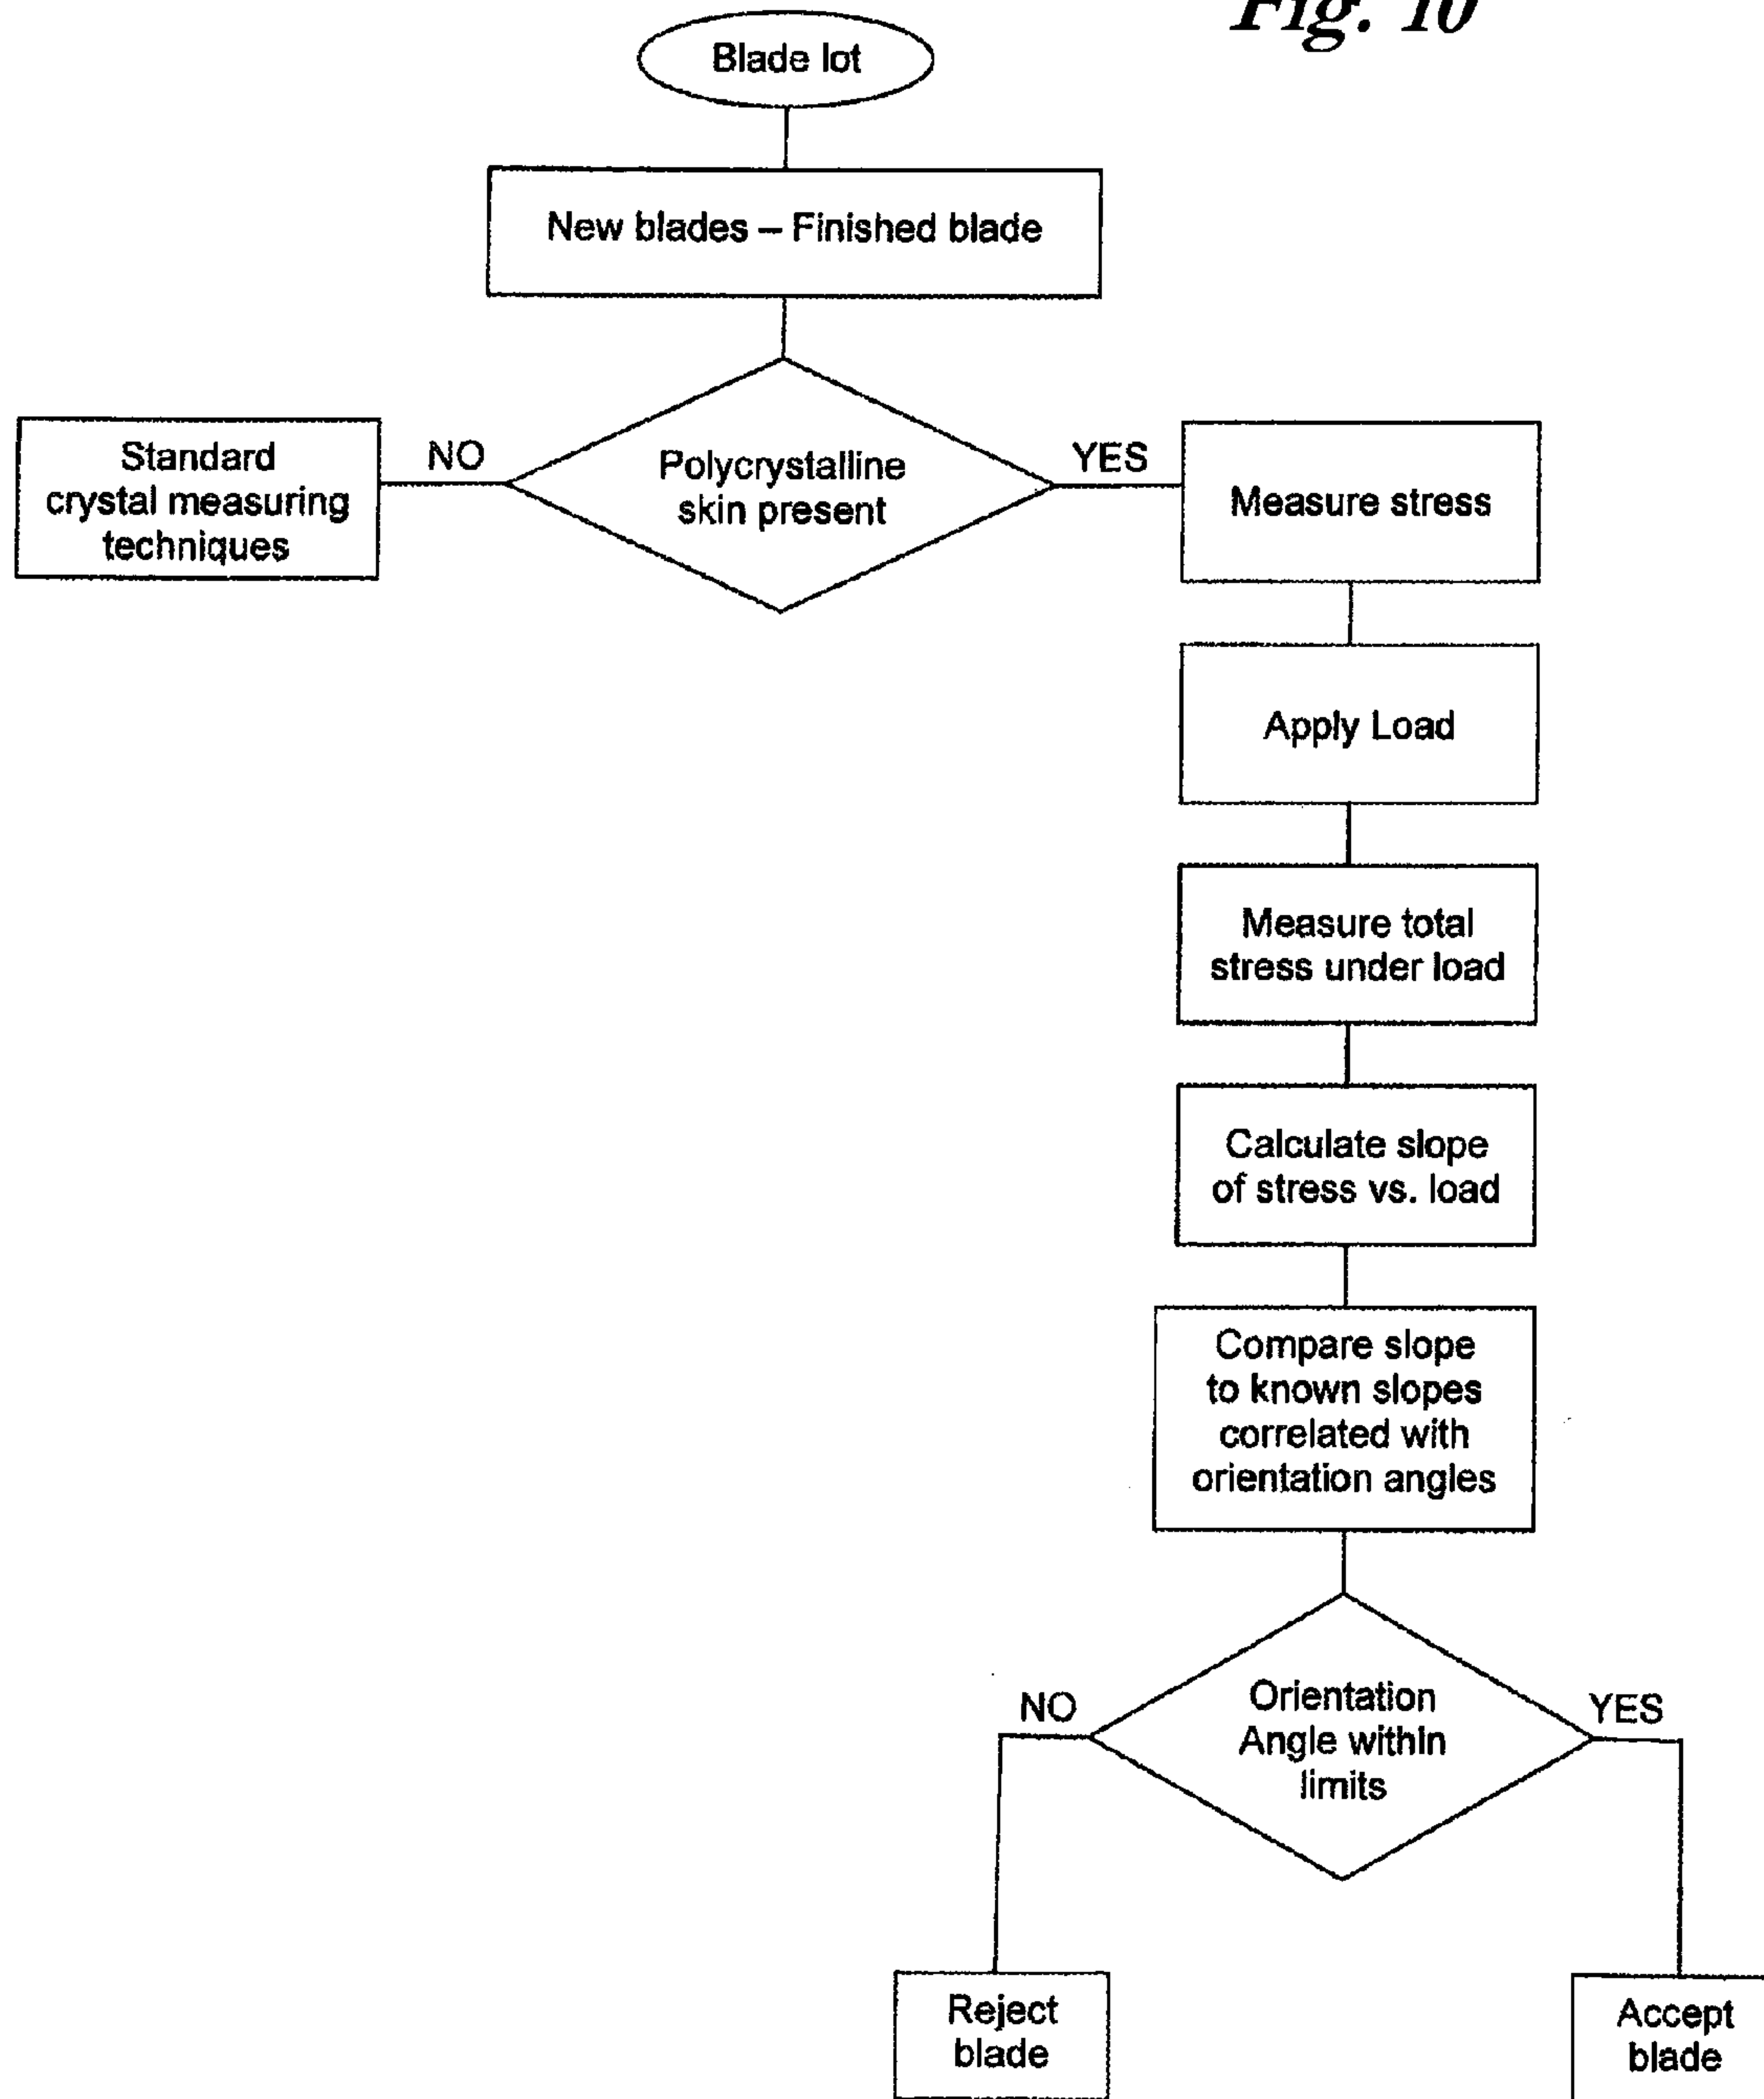 Fig. 10
Blade lot
New blades – Finished blade
Standard
crystal measuring
techniques
NO
Polycrystalline
skin present
YES
Measure stress
Apply Load
Measure total
stress under load
Calculate slope
of stress vs. load
Compare slope
to known slopes
correlated with
orientation angles
NO
Orientation
Angle within
limits
YES
Reject
blade
Accept
blade